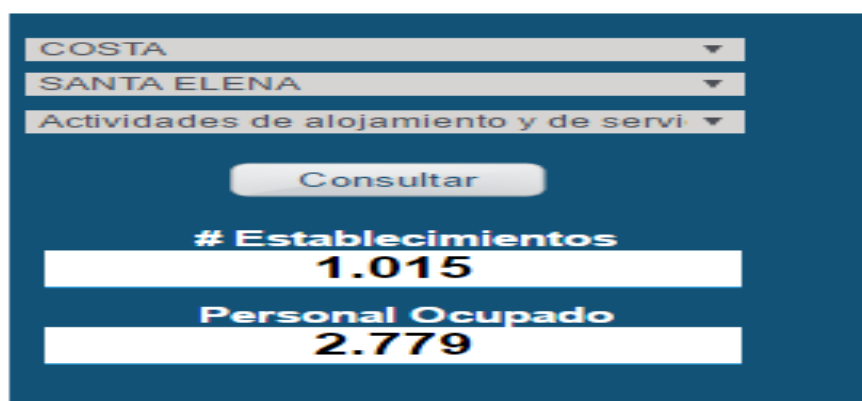 COSTA
SANTA ELENA
Actividades de alojamiento y de servi
Consultar
# Establecimientos
1.015
Personal Ocupado
2.779